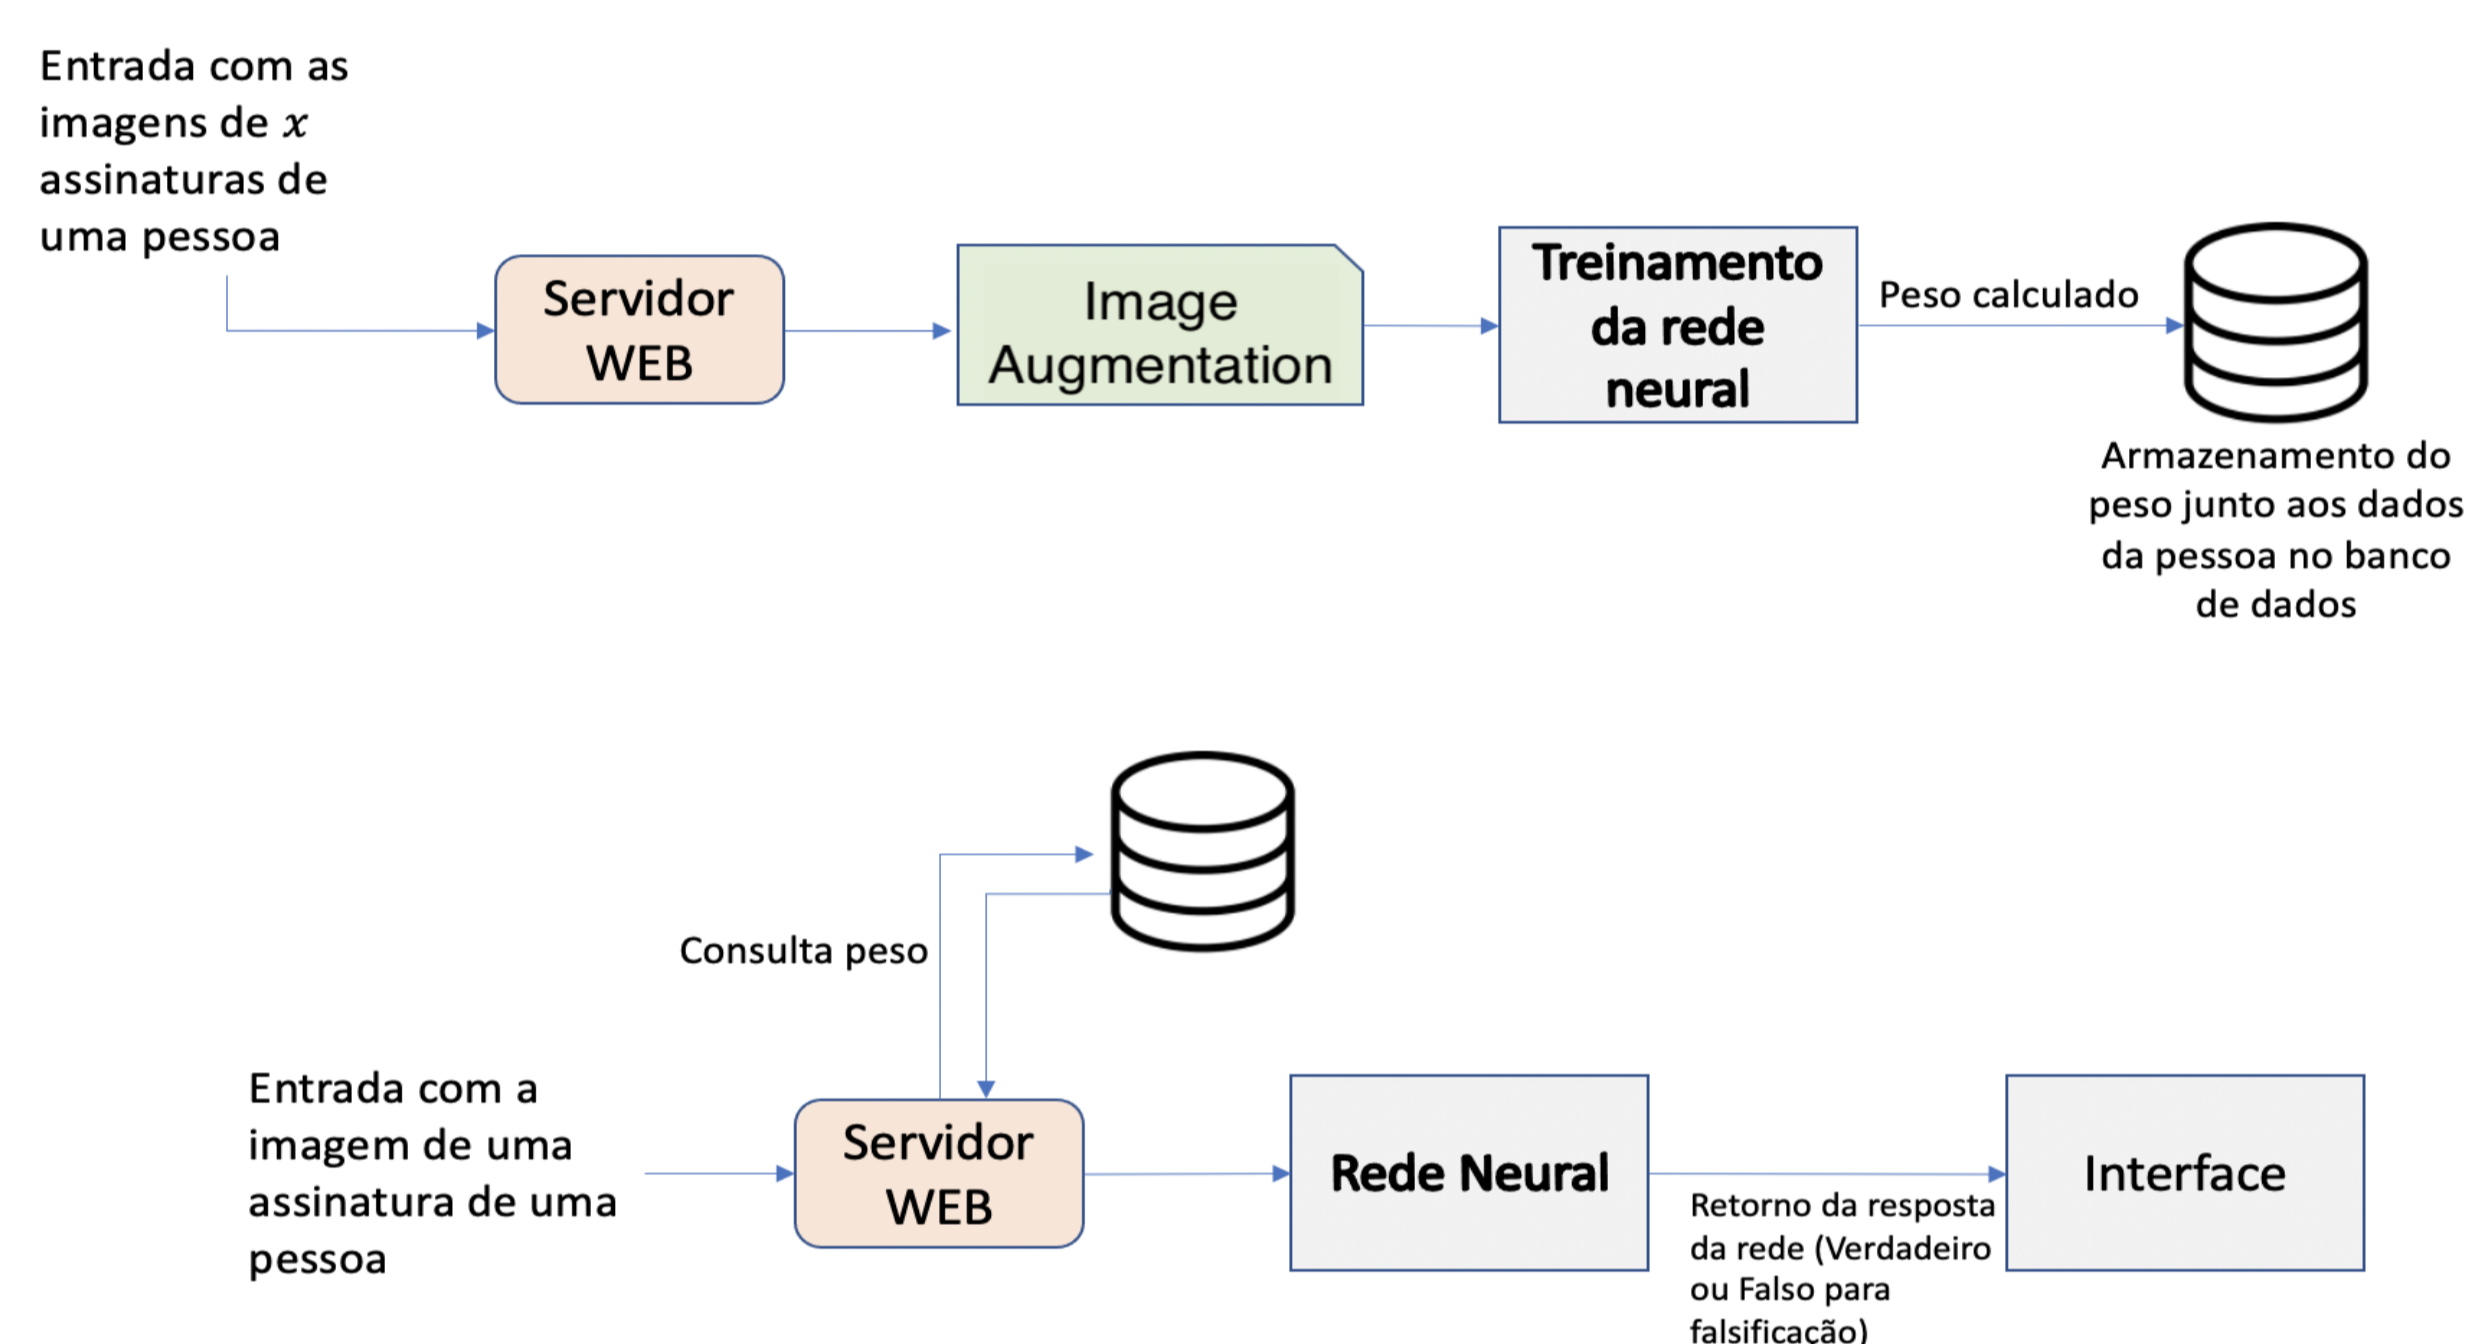 Entrada com as
imagens de x
assinaturas de
uma pessoa
Servidor
WEB
Image
Augmentation
Treinamento
da rede
neural
Peso calculado
Armazenamento do
peso junto aos dados
da pessoa no banco
de dados
Consulta peso
Entrada com a
imagem de uma
assinatura de uma
pessoa
Servidor
WEB
Rede Neural
Retorno da resposta
da rede (Verdadeiro
ou Falso para
falsificação)
Interface